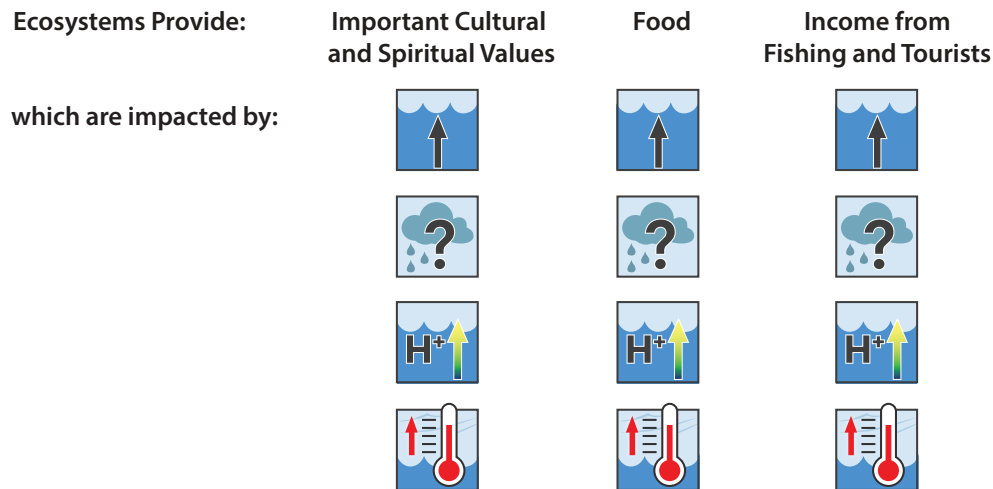 Ecosystems Provide:
Important Cultural
and Spiritual Values
Food
Income from
Fishing and Tourists
which are impacted by:
?
?
?
H+
H+
H+